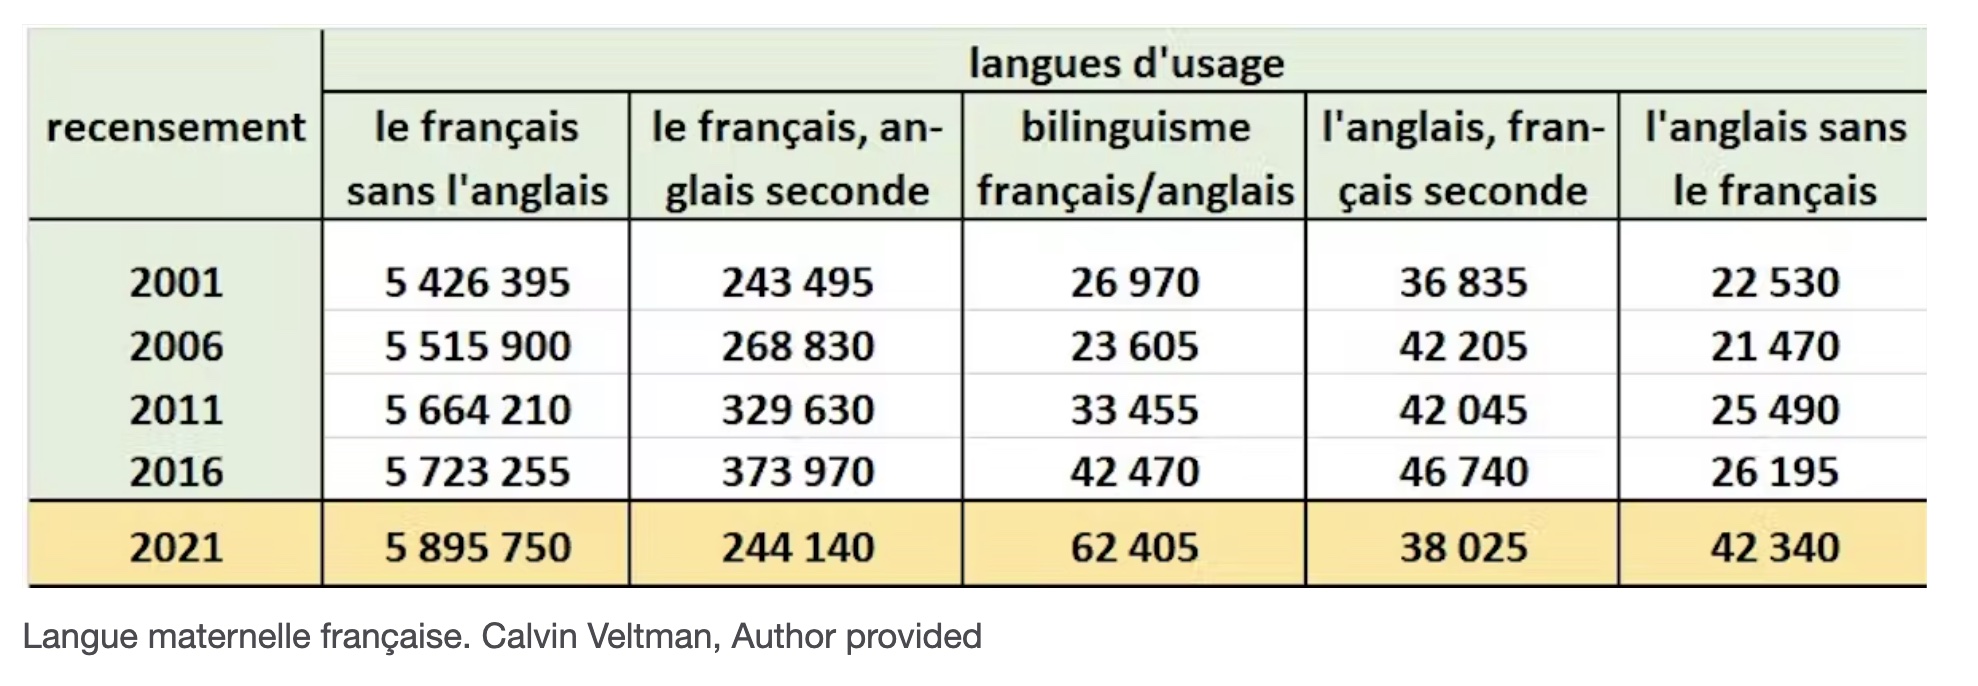 langues d'usage
recensement
le français
sans l'anglais
le français, an-
glais seconde
bilinguisme
français/anglais
l'anglais, fran-
çais seconde
l'anglais sans
le français
2001 5 426 395 243 495 26 970 36 835 22 530
2006 5 515 900 268 830 23 605 42 205 21 470
2011 5 664 210 329 630 33 455 42 045 25 490
2016 5 723 255 373 970 42 470 46 740 26 195
2021 5 895 750 244 140 62 405 38 025 42 340
Langue maternelle française. Calvin Veltman, Author provided